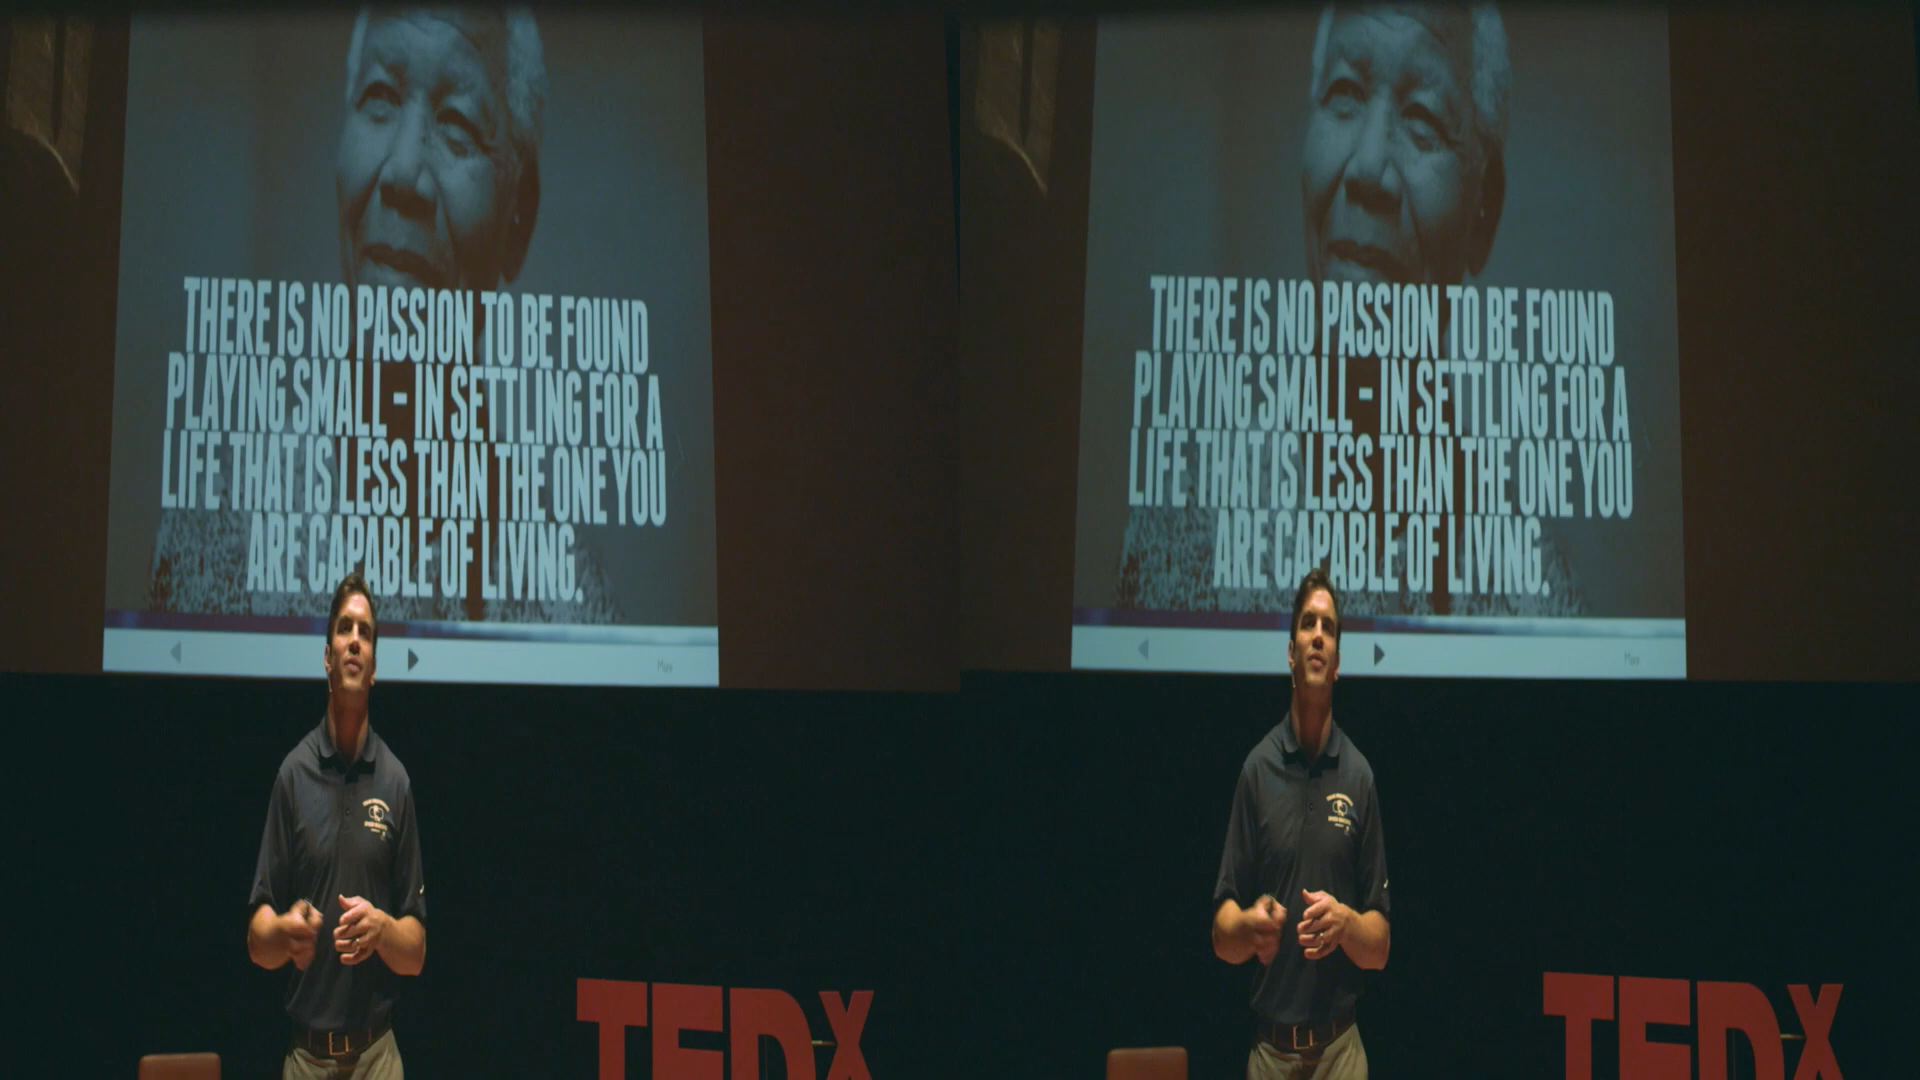 THERE IS NO PASSION TO BE FOUND
PLAYING SMALL - IN SETTLING FOR A
LIFE THAT IS LESS THAN THE ONE YOU
ARE CAPABLE OF LIVING.
TEDx
THERE IS NO PASSION TO BE FOUND
PLAYING SMALL - IN SETTLING FOR A
LIFE THAT IS LESS THAN THE ONE YOU
ARE CAPABLE OF LIVING.
TEDx